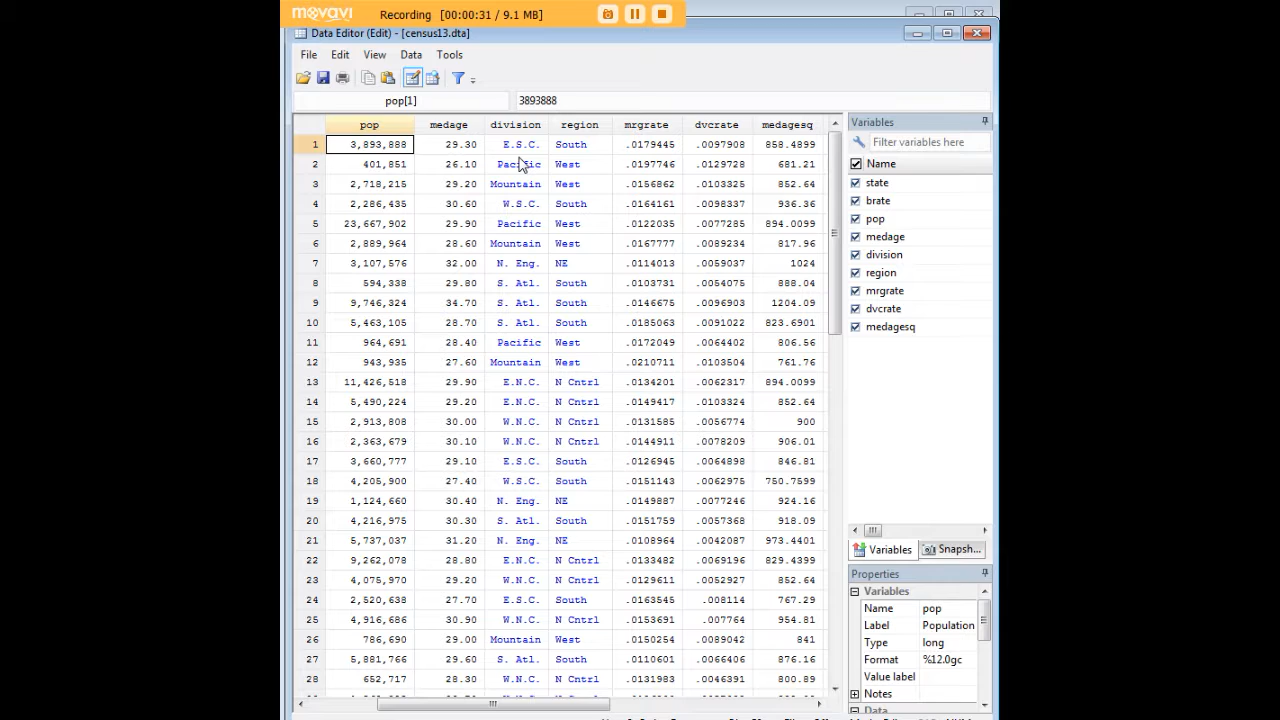 movavi Recording [00:00:31 / 9.1 MB]
Data Editor (Edit) - [census13.dta]
File Edit View Data Tools
pop[1] 3893888
pop medage division region mrgrate dvcrate medagesq
1 3,893,888 29.30 E.S.C. South .0179445 .0097908 858.4899
2 401,851 26.10 Pacific West .0197746 .0129728 681.21
3 2,718,215 29.20 Mountain West .0156862 .0103325 852.64
4 2,286,435 30.60 W.S.C. South .0164161 .0098337 936.36
5 23,667,902 29.90 Pacific West .0122035 .0077285 894.0099
6 2,889,964 28.60 Mountain West .0167777 .0089234 817.96
7 3,107,576 32.00 N. Eng. NE .0114013 .0059037 1024
8 594,338 29.80 S. Atl. South .0103731 .0054075 888.04
9 9,746,324 34.70 S. Atl. South .0146675 .0096903 1204.09
10 5,463,105 28.70 S. Atl. South .0185063 .0091022 823.6901
11 964,691 28.40 Pacific West .0172049 .0064402 806.56
12 943,935 27.60 Mountain West .0210711 .0103504 761.76
13 11,426,518 29.90 E.N.C. N Cntrl .0134201 .0062317 894.0099
14 5,490,224 29.20 E.N.C. N Cntrl .0149417 .0103324 852.64
15 2,913,808 30.00 W.N.C. N Cntrl .0131585 .0066774 900
16 2,363,679 30.10 W.N.C. N Cntrl .0144911 .0078209 906.01
17 3,660,777 29.10 E.S.C. South .0126945 .0064898 846.81
18 4,205,900 27.40 W.S.C. South .0151143 .0062975 750.7599
19 1,124,660 30.40 N. Eng. NE .0149887 .0077246 924.16
20 4,216,975 30.30 S. Atl. South .0151759 .0057368 918.09
21 5,737,037 31.20 N. Eng. NE .0108964 .0042087 973.4401
22 9,262,078 28.80 E.N.C. N Cntrl .0133482 .0069196 829.4399
23 4,075,970 29.20 W.N.C. N Cntrl .0129611 .0052927 852.64
24 2,520,638 27.70 E.S.C. South .0163545 .008114 767.29
25 4,916,686 30.90 W.N.C. N Cntrl .0153691 .007764 954.81
26 786,690 29.00 Mountain West .0150254 .0089042 841
27 5,881,766 29.60 S. Atl. South .0110601 .0066406 876.16
28 652,717 28.30 W.N.C. N Cntrl .0131983 .0046391 800.89
Variables
Filter variables here
Name
state
brate
pop
medage
division
region
mrgrate
dvcrate
medagesq
Variables Snapsh...
Properties
Variables
Name pop
Label Population
Type long
Format %12.0gc
Value label
Notes
Data